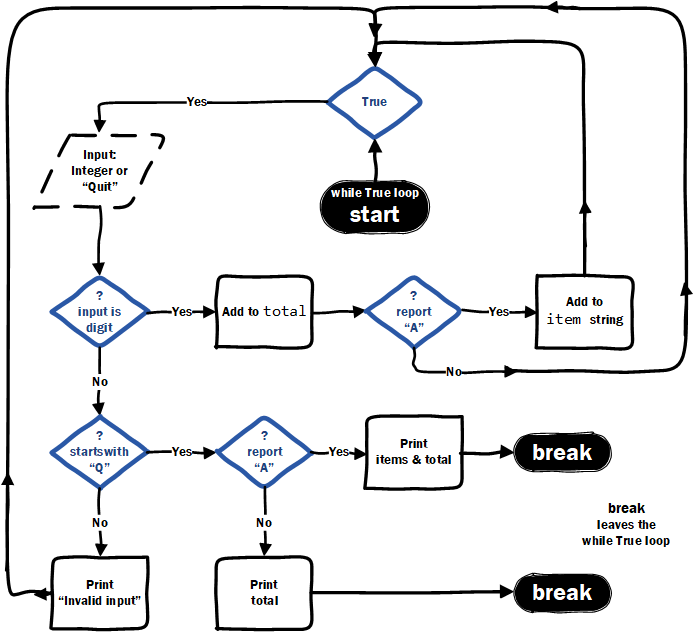 True
Yes
Input:
Integer or
“Quit”
while True loop
start
?
input is
digit
Yes
Add to total
?
report
“A”
Yes
Add to
item string
No
No
?
startswith
“Q”
Yes
?
report
“A”
Yes
Print
items & total
break
No
No
break
leaves the
while True loop
Print
“Invalid input”
Print
total
break